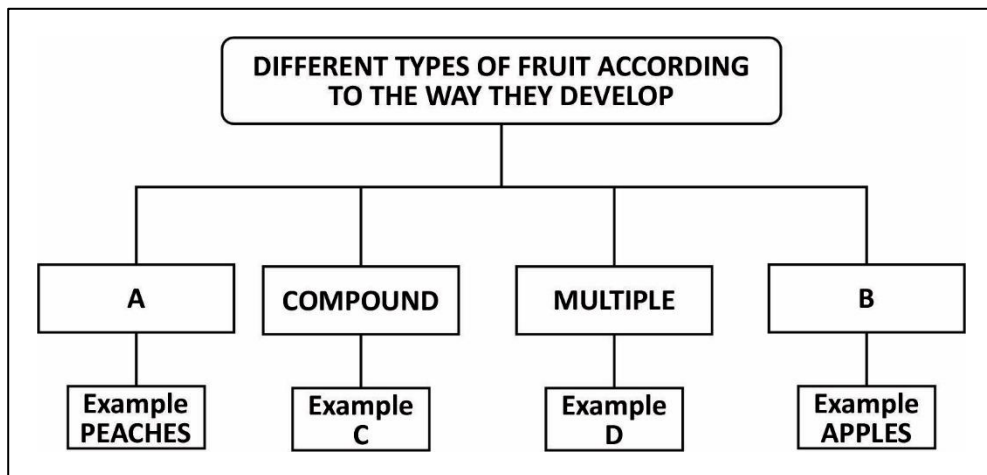 DIFFERENT TYPES OF FRUIT ACCORDING
TO THE WAY THEY DEVELOP
A
COMPOUND
MULTIPLE
B
Example
PEACHES
Example
C
Example
D
Example
APPLES